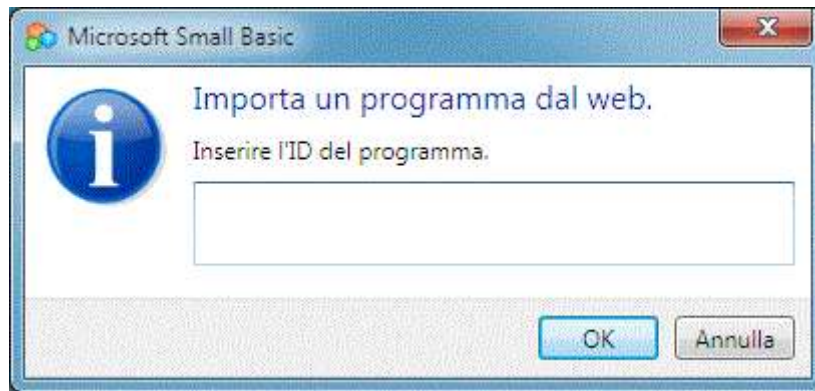 Microsoft Small Basic
Importa un programma dal web.
Inserire l'ID del programma.
OK Annulla